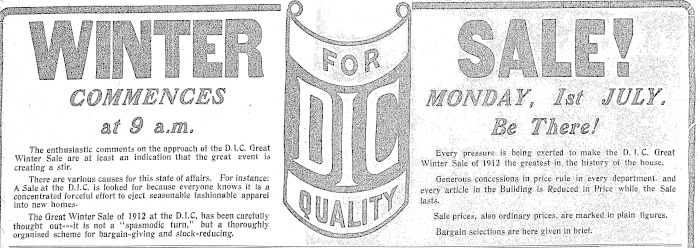 WINTER
COMMENCES
at 9 a.m.
The enthusiastic comments on the approach of the D.I.C. Great
Winter Sale are at least an indication that the great event is
creating a stir.
There are various causes for this state of affairs. For instance:
A Sale at the D.I.C. is looked for because everyone knows it is a
concentrated forceful effort to eject seasonable fashionable apparel
into new homes.
The Great Winter Sale of 1912 at the D.I.C, has been carefully
thought out---it is not a "spasmodic turn," but a thoroughly
organised scheme for bargain-giving and stock-reducing.
FOR
DIC
QUALITY
SALE!
MONDAY, 1st JULY.
Be There!
Every pressure is being exerted to make the D. I. C. Great
Winter Sale of 1912 the greatest in the history of the house.
Generous concessions in price rule in every department, and
every article in the Building is Reduced in Price while the Sale
lasts.
Sale prices, also ordinary prices, are marked in plain figures.
Bargain selections are here given in brief.